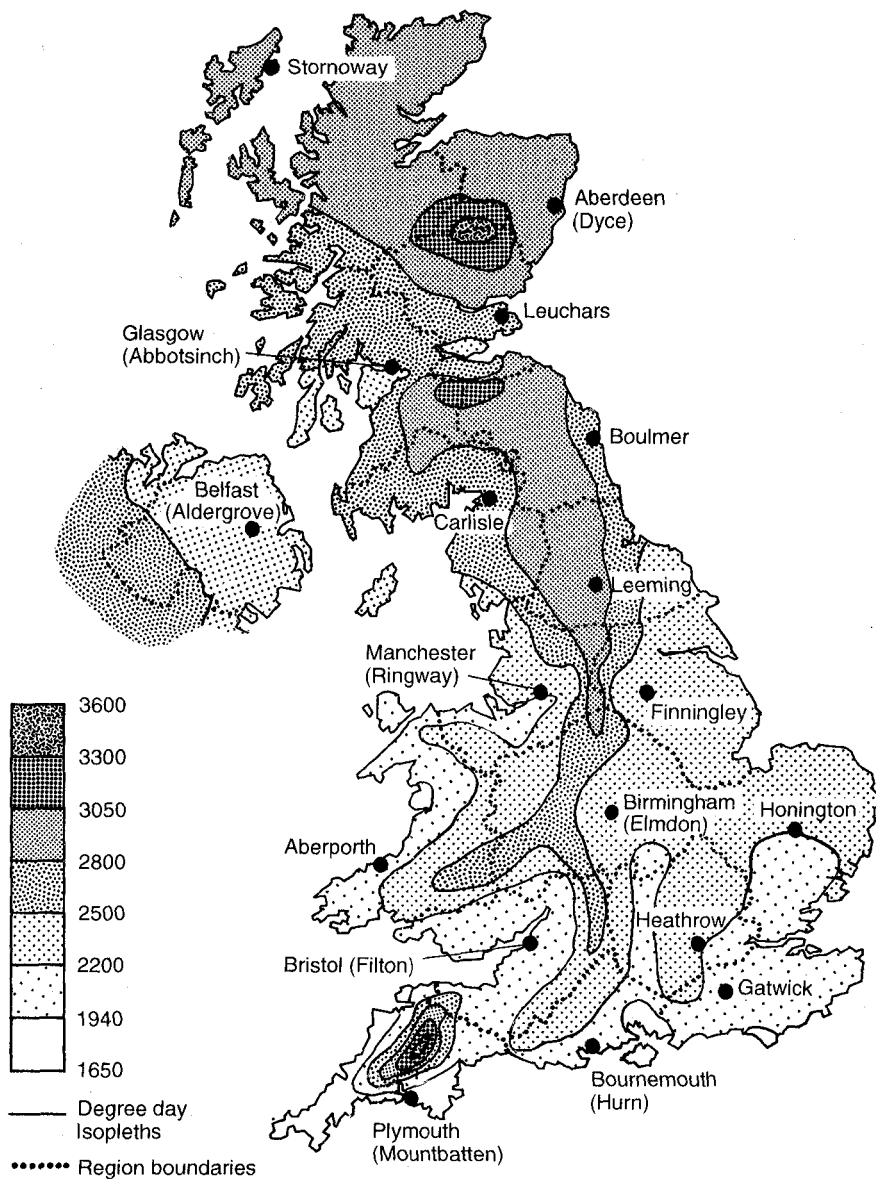 Stornoway
Aberdeen
(Dyce)
Leuchars
Glasgow
(Abbotsinch)
Boulmer
Belfast
(Aldergrove)
Carlisle
Leeming
Manchester
(Ringway)
Finningley
Birmingham
(Elmdon)
Honington
Aberporth
Heathrow
Bristol (Filton)
Gatwick
Bournemouth
(Hurn)
Plymouth
(Mountbatten)
3600
3300
3050
2800
2500
2200
1940
1650
Degree day
Isopleths
Region boundaries